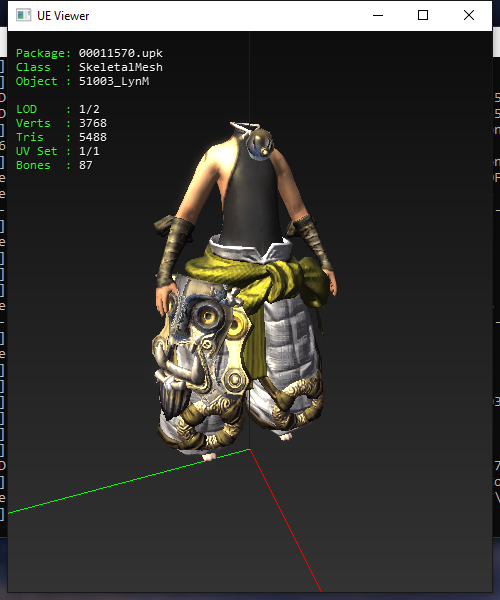 UE Viewer
Package: 00011570.upk
Class : SkeletalMesh
Object : 51003_LynM
LOD : 1/2
Verts : 3768
Tris : 5488
UV Set : 1/1
Bones : 87